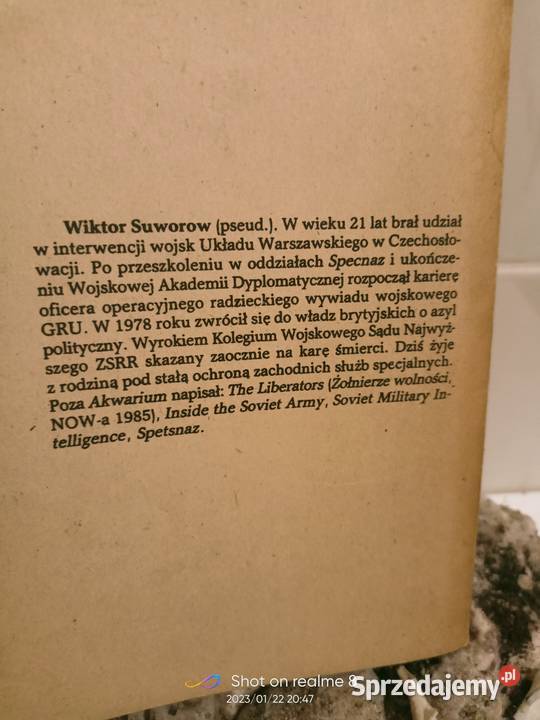 Wiktor Suworow (pseud.). W wieku 21 lat brał udział
w interwencji wojsk Układu Warszawskiego w Czechosło-
wacji. Po przeszkoleniu w oddziałach Specnaz i ukończe-
niu Wojskowej Akademii Dyplomatycznej rozpoczął karierę
oficera operacyjnego radzieckiego wywiadu wojskowego
GRU. W 1978 roku zwrócił się do władz brytyjskich o azyl
polityczny. Wyrokiem Kolegium Wojskowego Sądu Najwyż-
szego ZSRR skazany zaocznie na karę śmierci. Dziś żyje
z rodziną pod stałą ochroną zachodnich służb specjalnych.
Poza Akwarium napisał: The Liberators (Żołnierze wolności,
NOW-a 1985), Inside the Soviet Army, Soviet Military In-
telligence, Spetsnaz.
Shot on realme 8
2023/01/22 20:47
Sprzedajemy.pl